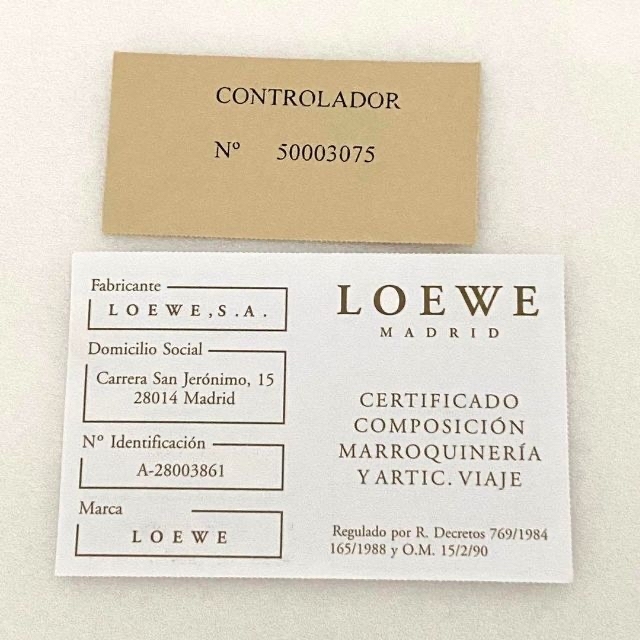 CONTROLADOR
Nº 50003075
Fabricante
LOEWE, S.A.
Domicilio Social
Carrera San Jerónimo, 15
28014 Madrid
Nº Identificación
A-28003861
Marca
LOEWE
LOEWE
MADRID
CERTIFICADO
COMPOSICIÓN
MARROQUINERÍA
Y ARTIC. VIAJE
Regulado por R. Decretos 769/1984
165/1988 y O.M. 15/2/90